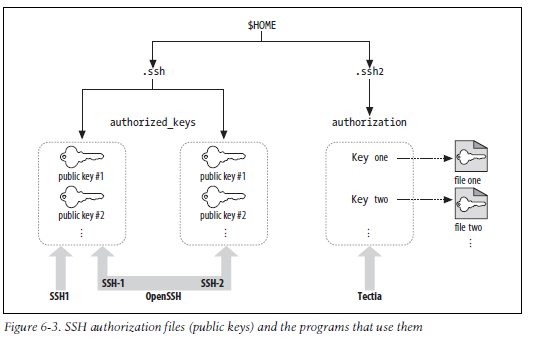 $HOME
.ssh
.ssh2
authorized_keys
authorization
public key #1
public key #2
⋮
public key #1
public key #2
⋮
Key one
Key two
⋮
file one
file two
⋮
SSH1
SSH-1
OpenSSH
SSH-2
Tectia
Figure 6-3. SSH authorization files (public keys) and the programs that use them